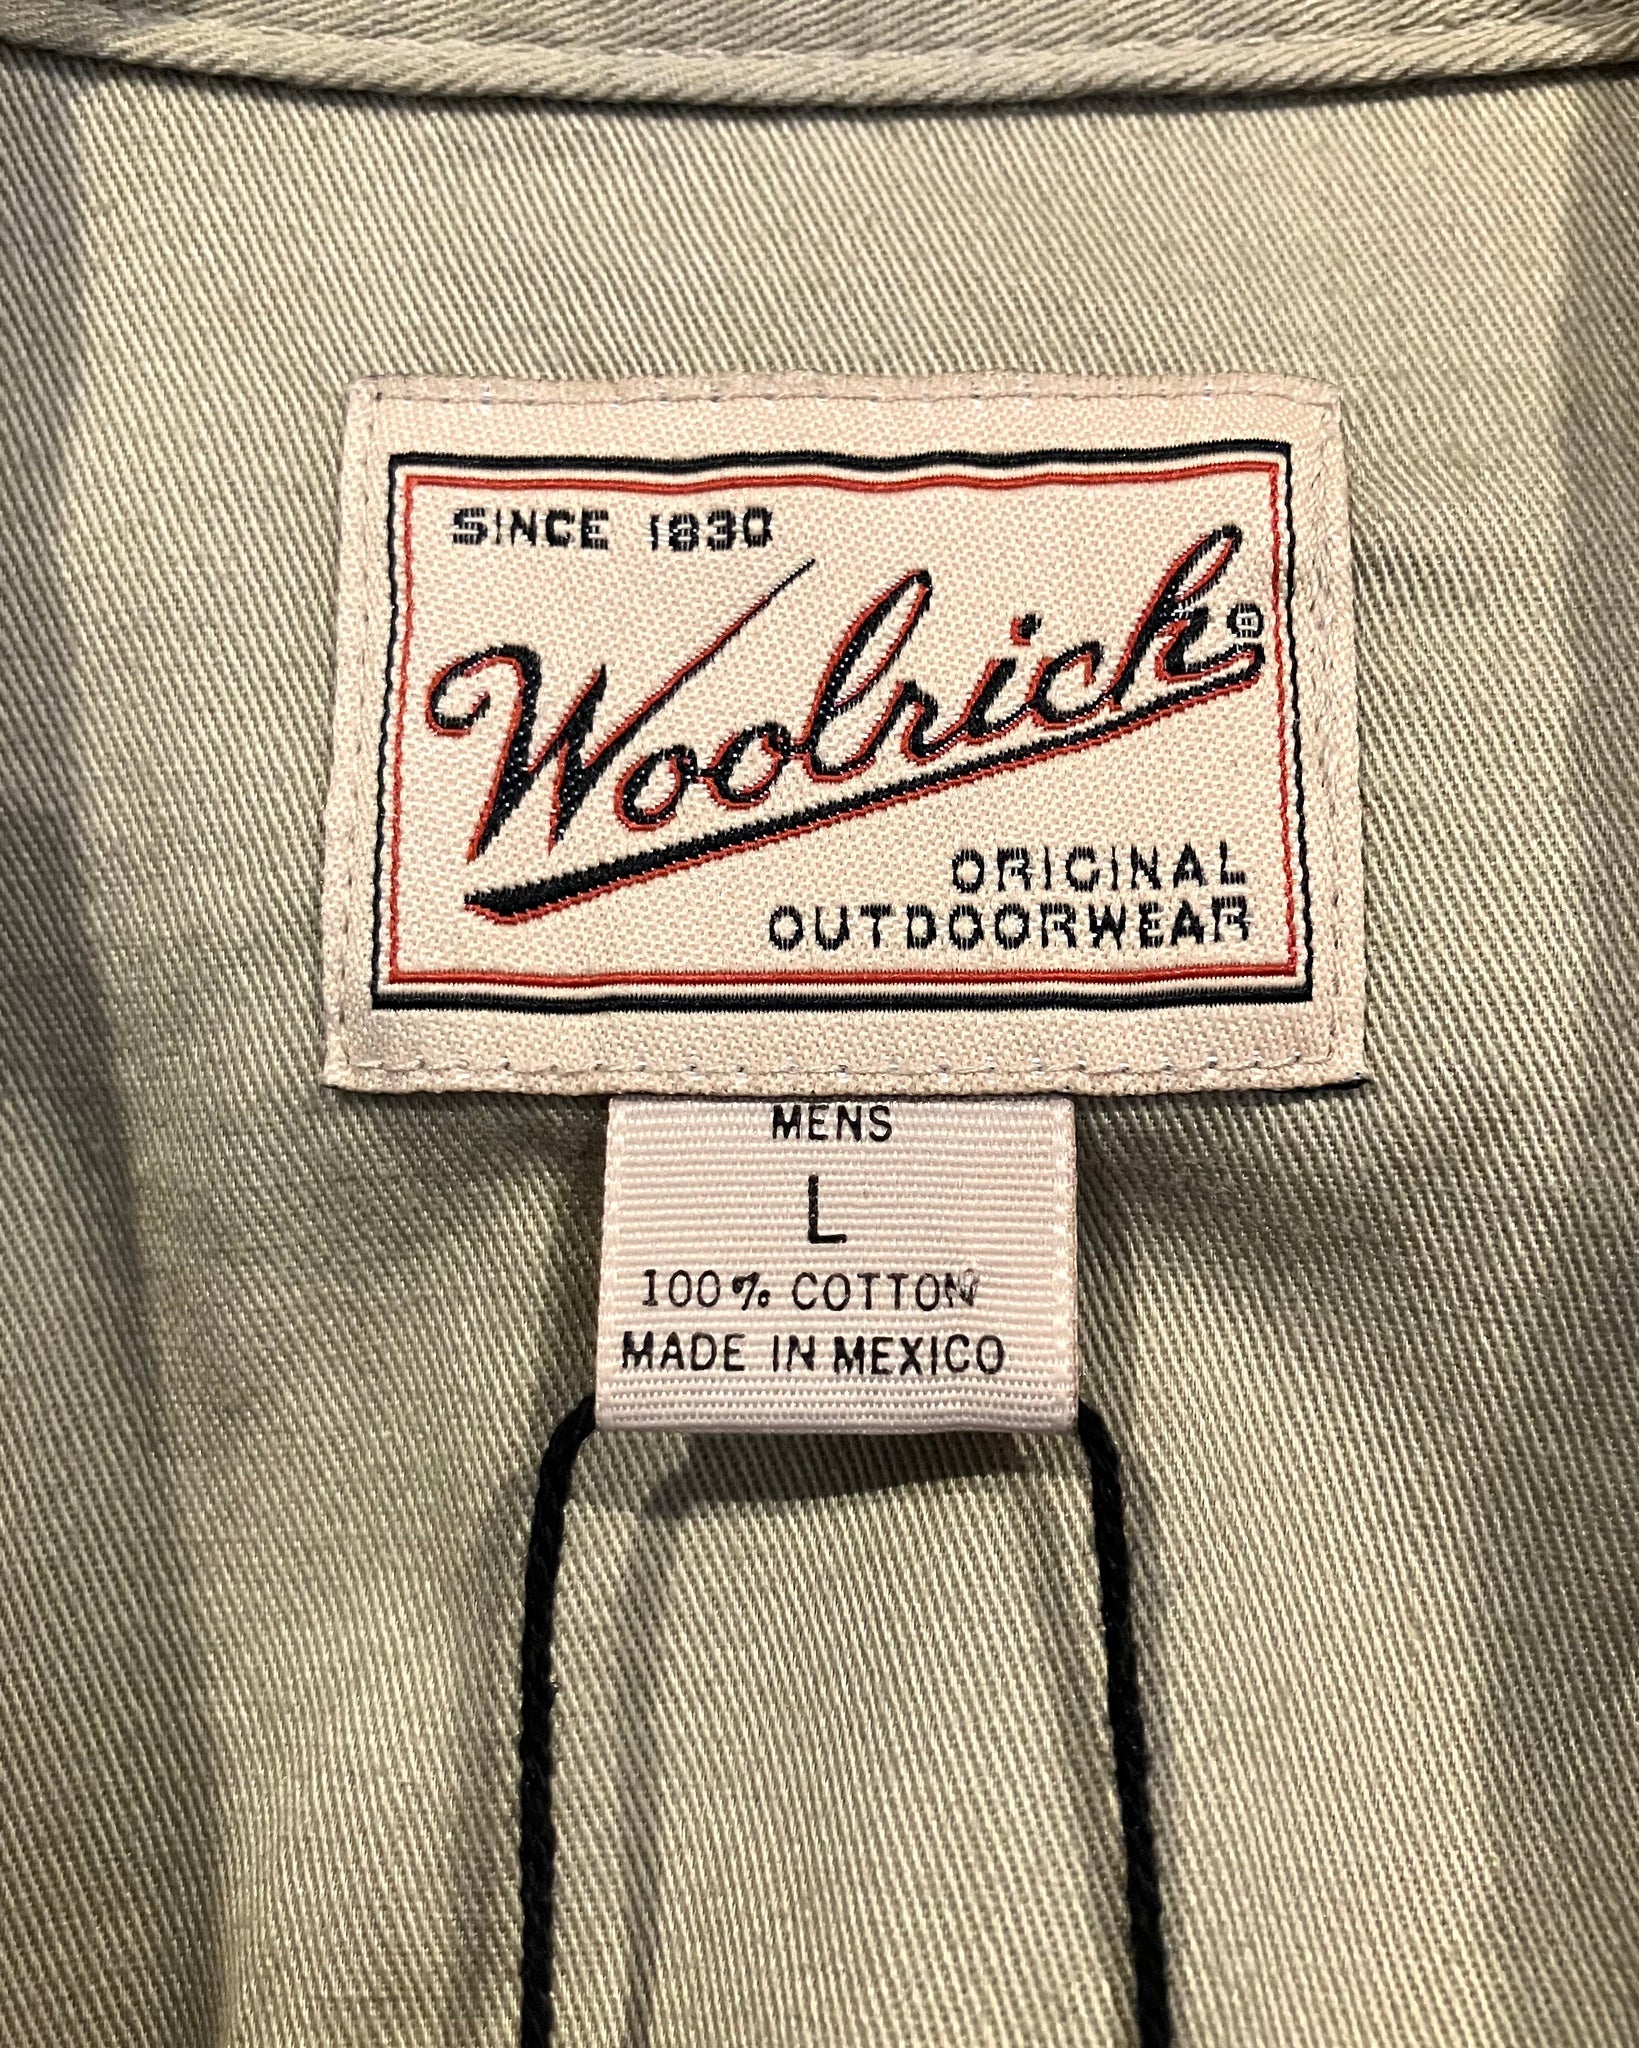 SINCE 1830
Woolrich®
ORIGINAL
OUTDOORWEAR
MENS
L
100% COTTON
MADE IN MEXICO